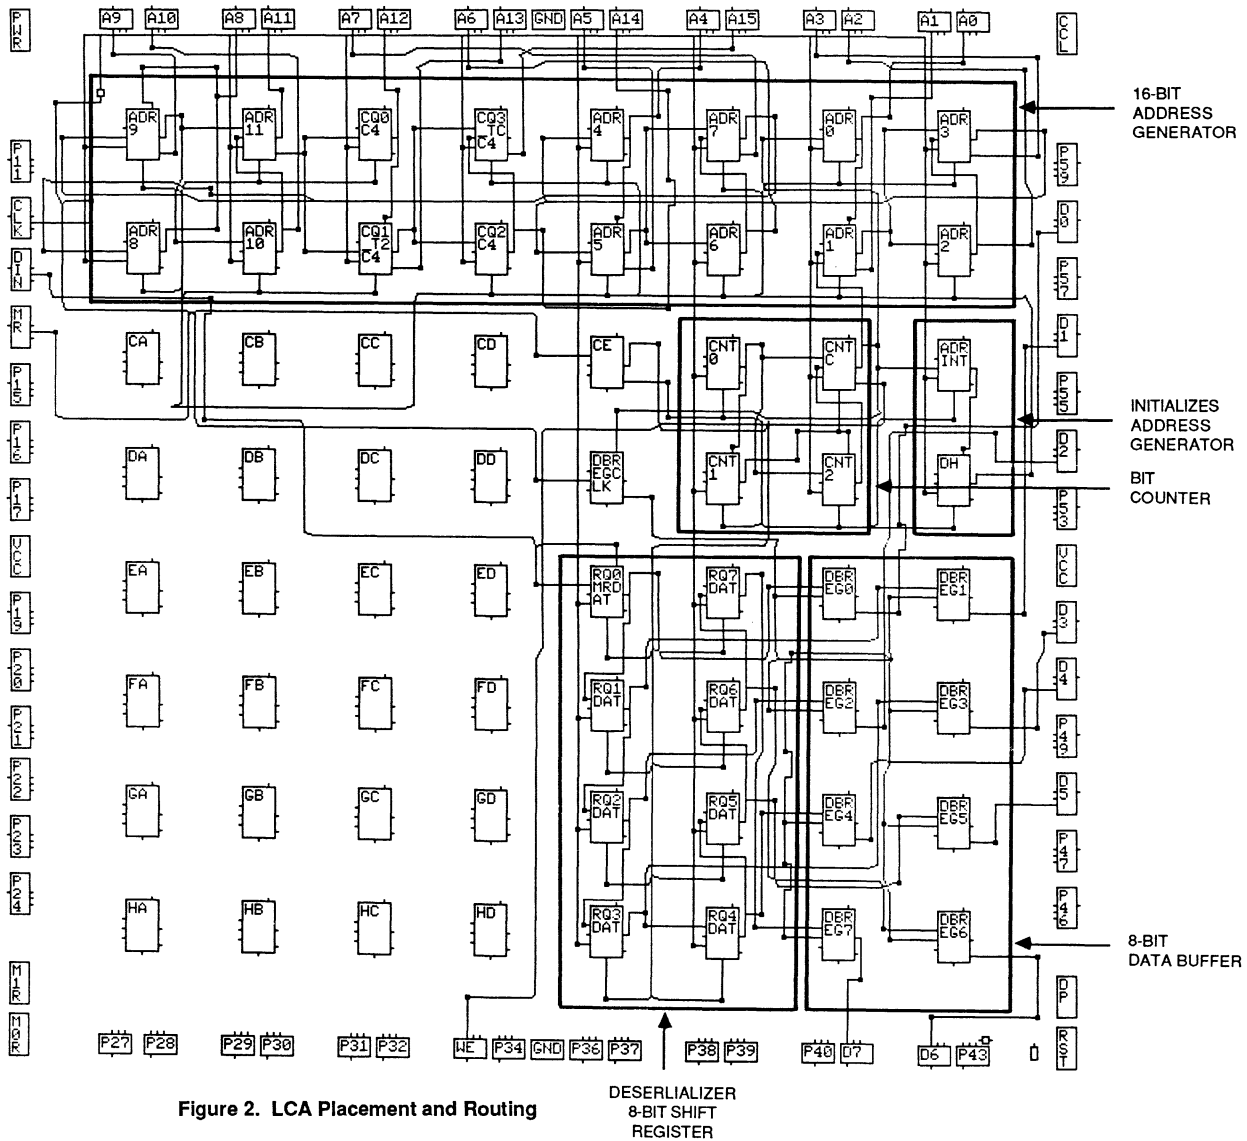 PWR A9 A10 A8 A11 A7 A12 A6 A13 GND A5 A14 A4 A15 A3 A2 A1 A0 CCL
16-BIT
ADDRESS
GENERATOR
ADR 9 ADR 11 CQ0 C4 CQ3 TC C4 ADR 4 ADR 7 ADR 0 ADR 3
P11 P59
CLK D0
ADR 8 ADR 10 CQ1 T2 C4 CQ2 C4 ADR 5 ADR 6 ADR 1 ADR 2
DIN P57
MR D1
CA CB CC CD CE CNT 0 CNT C ADR INT
P15 P55
INITIALIZES
ADDRESS
GENERATOR
P16 D2
DA DB DC DD DBR EGC LK CNT 1 CNT 2 DH
BIT
COUNTER
P17 P53
VCC VCC
EA EB EC ED RQ0 MRD AT RQ7 DAT DBR EG0 DBR EG1
P19 D3
P20 D4
FA FB FC FD RQ1 DAT RQ6 DAT DBR EG2 DBR EG3
P21 P49
P22 D5
GA GB GC GD RQ2 DAT RQ5 DAT DBR EG4 DBR EG5
P23 P47
P24 P46
HA HB HC HD RQ3 DAT RQ4 DAT DBR EG7 DBR EG6
8-BIT
DATA BUFFER
M1R DP
M0R RST
P27 P28 P29 P30 P31 P32 WE P34 GND P36 P37 P38 P39 P40 D7 D6 P43
DESERLIALIZER
8-BIT SHIFT
REGISTER
Figure 2. LCA Placement and Routing